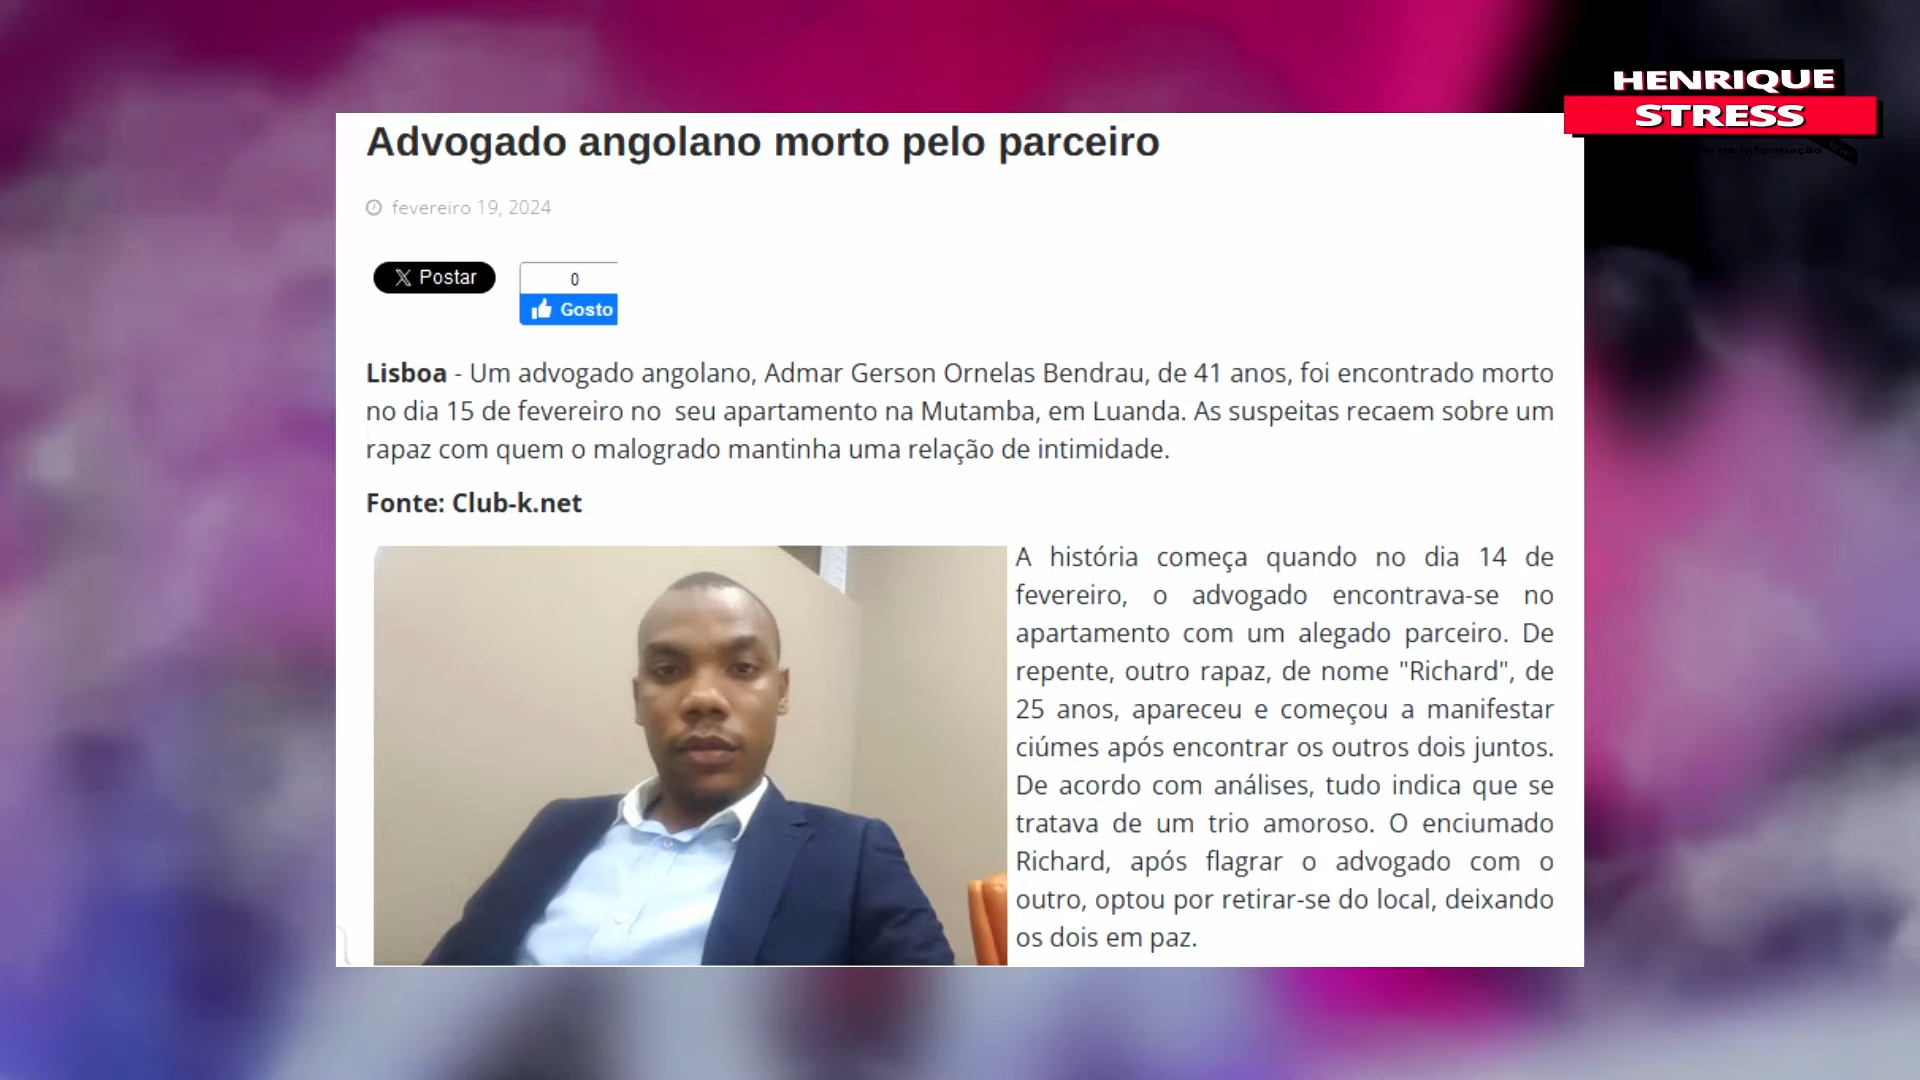 HENRIQUE
STRESS
de informação
Advogado angolano morto pelo parceiro
fevereiro 19, 2024
Postar
0
Gosto
Lisboa - Um advogado angolano, Admar Gerson Ornelas Bendrau, de 41 anos, foi encontrado morto
no dia 15 de fevereiro no seu apartamento na Mutamba, em Luanda. As suspeitas recaem sobre um
rapaz com quem o malogrado mantinha uma relação de intimidade.
Fonte: Club-k.net
A história começa quando no dia 14 de
fevereiro, o advogado encontrava-se no
apartamento com um alegado parceiro. De
repente, outro rapaz, de nome "Richard", de
25 anos, apareceu e começou a manifestar
ciúmes após encontrar os outros dois juntos.
De acordo com análises, tudo indica que se
tratava de um trio amoroso. O enciumado
Richard, após flagrar o advogado com o
outro, optou por retirar-se do local, deixando
os dois em paz.